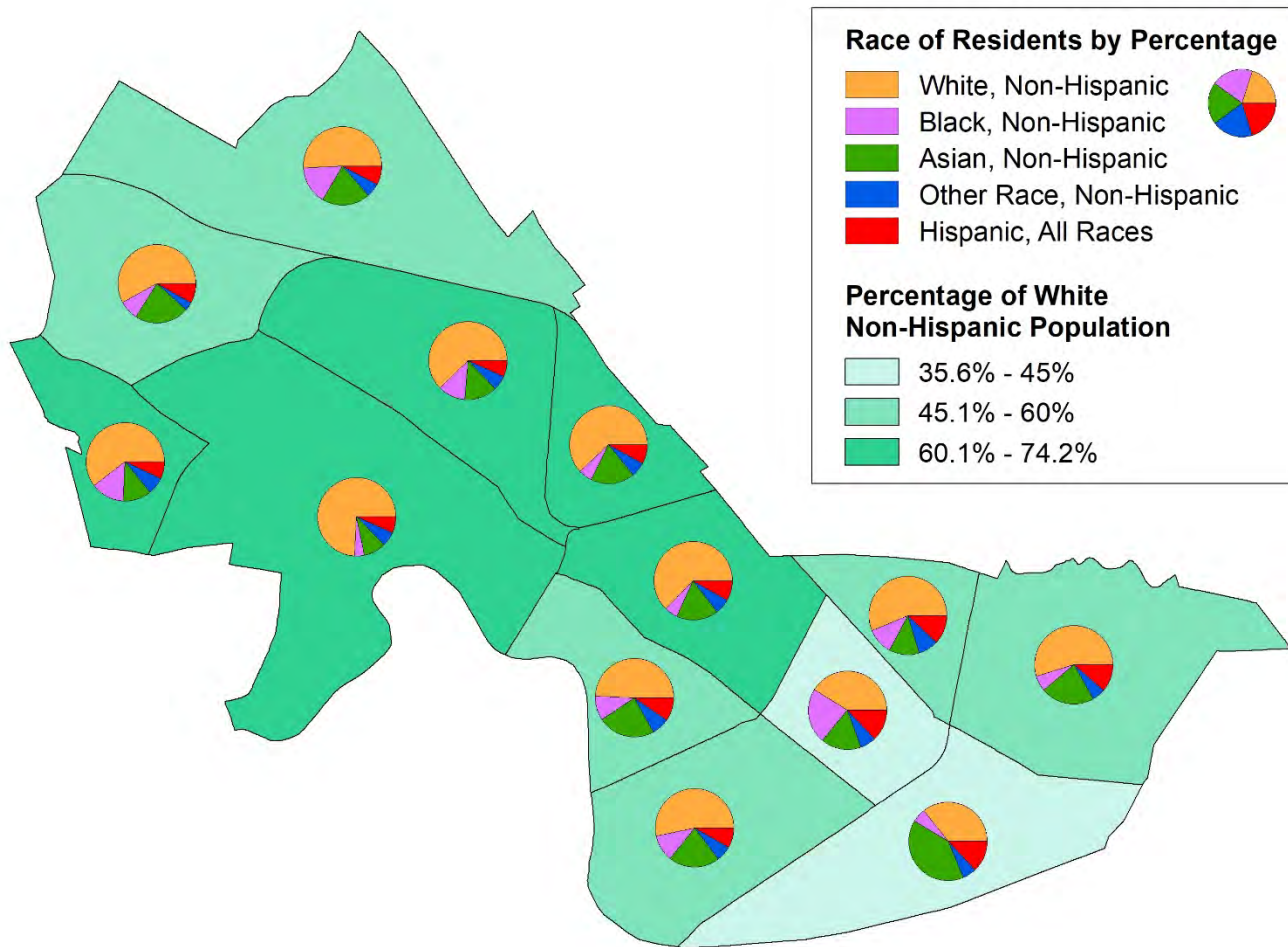 Race of Residents by Percentage
White, Non-Hispanic
Black, Non-Hispanic
Asian, Non-Hispanic
Other Race, Non-Hispanic
Hispanic, All Races
Percentage of White
Non-Hispanic Population
35.6% - 45%
45.1% - 60%
60.1% - 74.2%